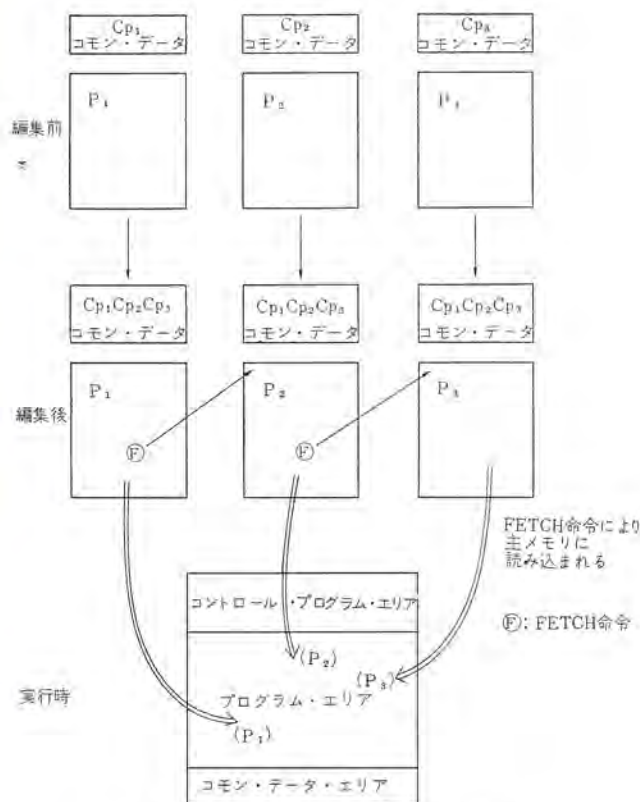 Cp₁
コモン・データ
Cp₂
コモン・データ
Cp₃
コモン・データ
編集前
P₁
P₂
P₃
Cp₁Cp₂Cp₃
コモン・データ
Cp₁Cp₂Cp₃
コモン・データ
Cp₁Cp₂Cp₃
コモン・データ
編集後
P₁
Ⓕ
P₂
Ⓕ
P₃
FETCH命令により
主メモリに
読み込まれる
Ⓕ: FETCH命令
実行時
コントロール・プログラム・エリア
(P₂)
(P₃)
プログラム・エリア
(P₁)
コモン・データ・エリア